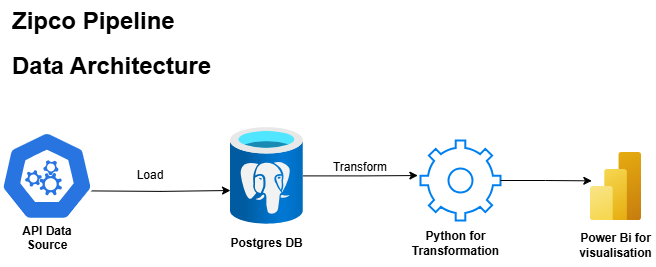 Zipco Pipeline
Data Architecture
Load
Transform
API Data
Source
Postgres DB
Python for
Transformation
Power Bi for
visualisation